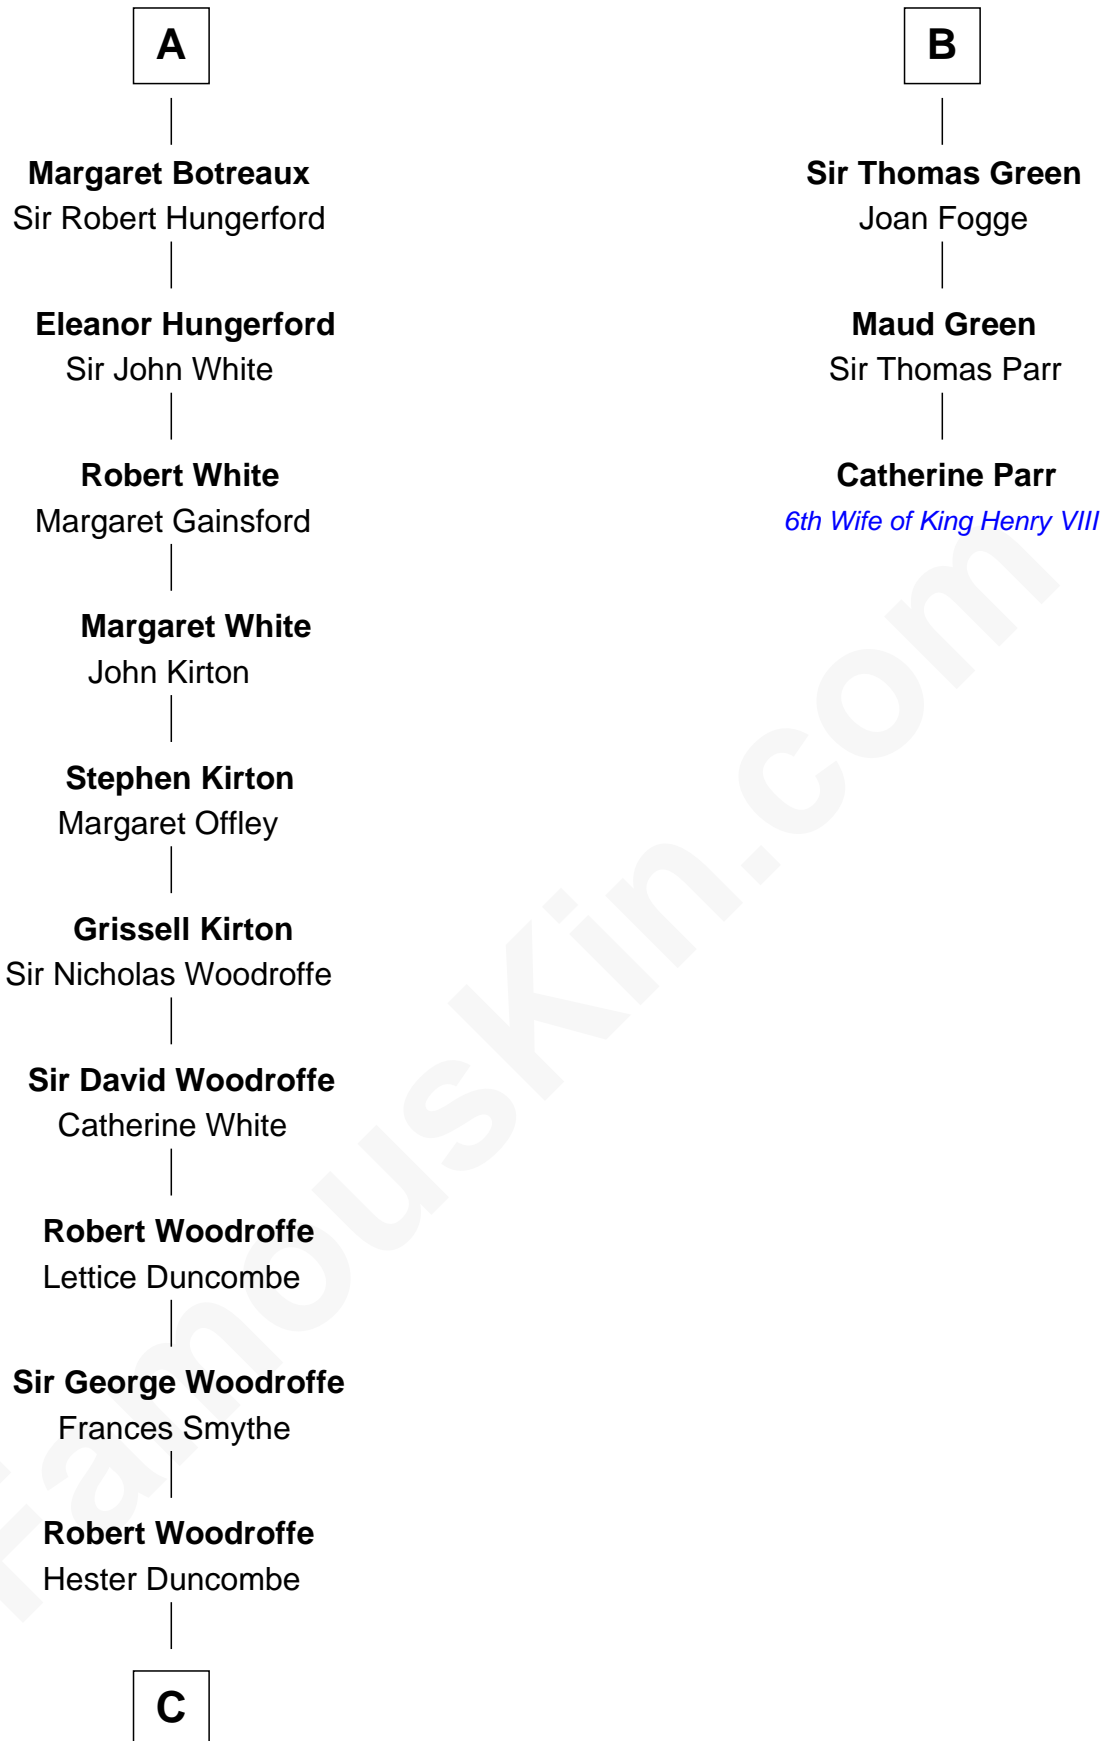 A
Margaret Botreaux
Sir Robert Hungerford
Eleanor Hungerford
Sir John White
Robert White
Margaret Gainsford
Margaret White
John Kirton
Stephen Kirton
Margaret Offley
Grissell Kirton
Sir Nicholas Woodroffe
Sir David Woodroffe
Catherine White
Robert Woodroffe
Lettice Duncombe
Sir George Woodroffe
Frances Smythe
Robert Woodroffe
Hester Duncombe
C
B
Sir Thomas Green
Joan Fogge
Maud Green
Sir Thomas Parr
Catherine Parr
6th Wife of King Henry VIII
FamousKin.com